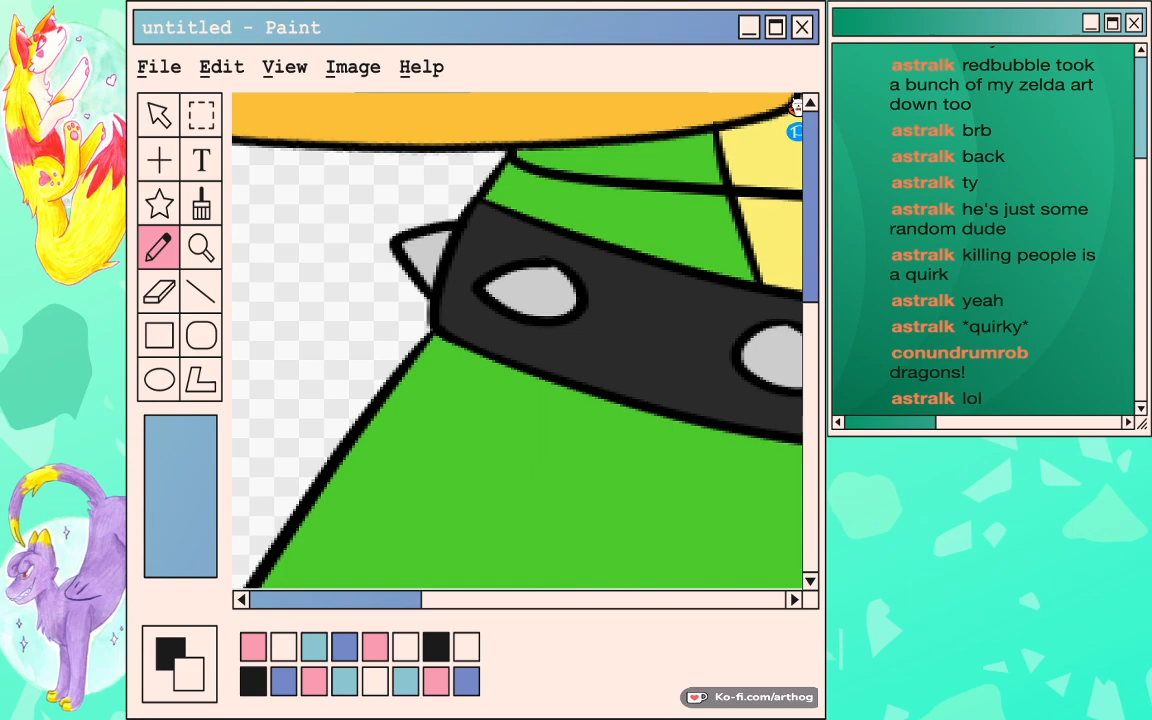 untitled - Paint
File Edit View Image Help
T
astralk redbubble took
a bunch of my zelda art
down too
astralk brb
astralk back
astralk ty
astralk he's just some
random dude
astralk killing people is
a quirk
astralk yeah
astralk *quirky*
conundrumrob
dragons!
astralk lol
Ko-fi.com/arthog